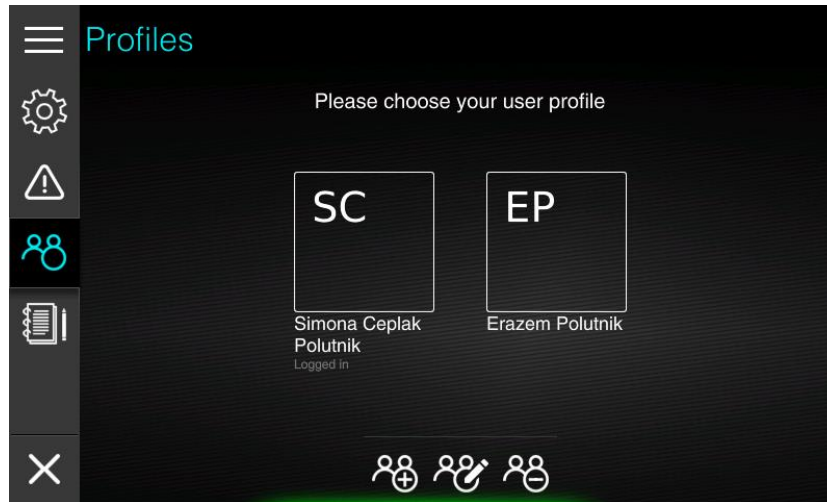 Profiles
Please choose your user profile
SC
EP
Simona Ceplak
Polutnik
Logged in
Erazem Polutnik